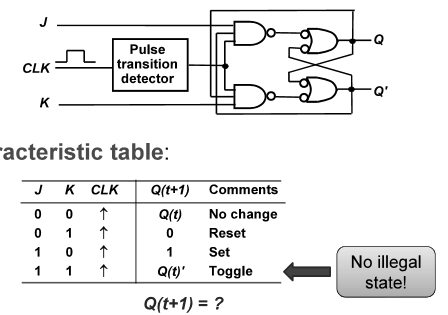 J
Q
Pulse
transition
detector
CLK
K
Q'
racteristic table:
J K CLK Q(t+1) Comments
0 0 ↑ Q(t) No change
0 1 ↑ 0 Reset
1 0 ↑ 1 Set
1 1 ↑ Q(t)' Toggle
No illegal
state!
Q(t+1) = ?